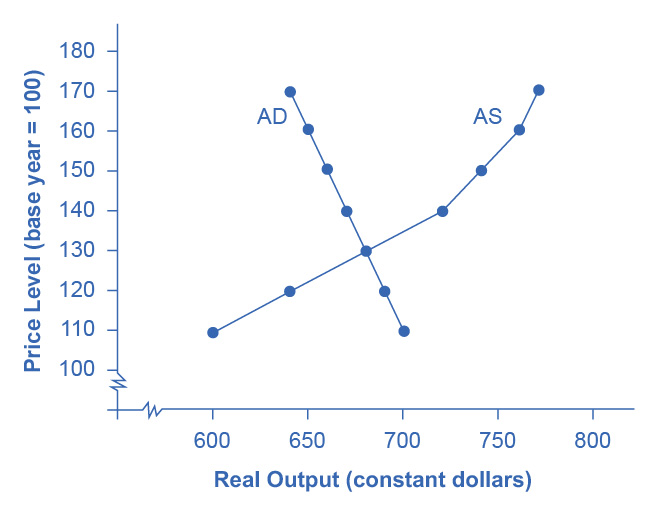 Price Level (base year = 100)
180
170
160
150
140
130
120
110
100
AD
AS
600 650 700 750 800
Real Output (constant dollars)